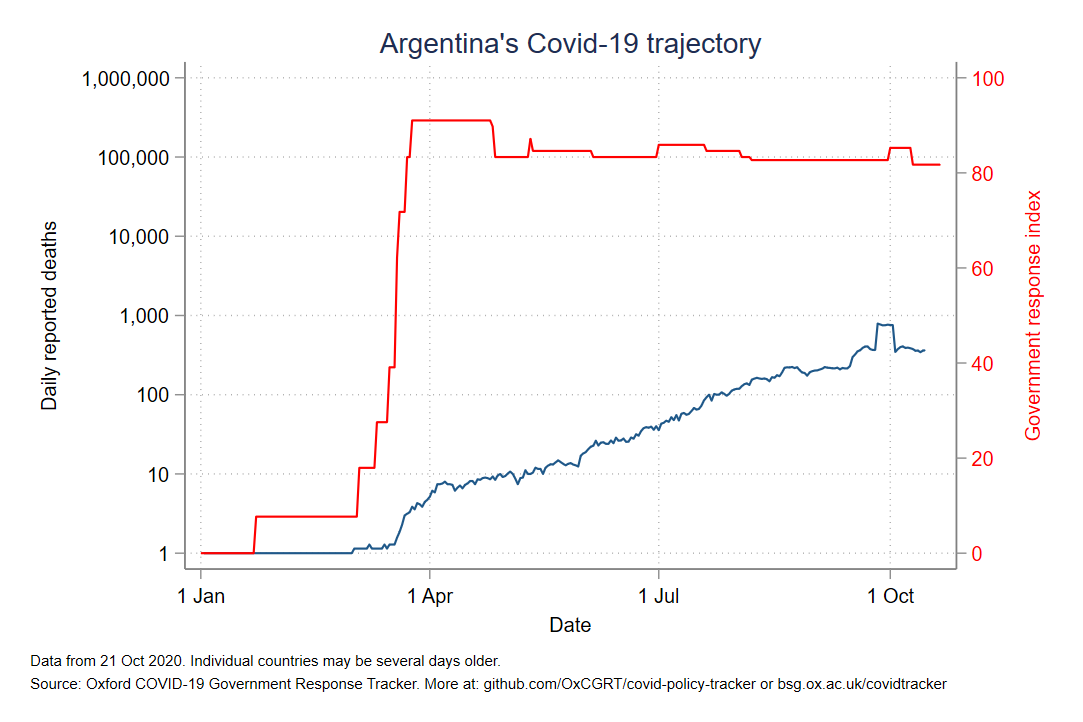 Argentina's Covid-19 trajectory
1,000,000
100,000
10,000
1,000
100
10
1
Daily reported deaths
100
80
60
40
20
0
Government response index
1 Jan
1 Apr
1 Jul
1 Oct
Date
Data from 21 Oct 2020. Individual countries may be several days older.
Source: Oxford COVID-19 Government Response Tracker. More at: github.com/OxCGRT/covid-policy-tracker or bsg.ox.ac.uk/covidtracker